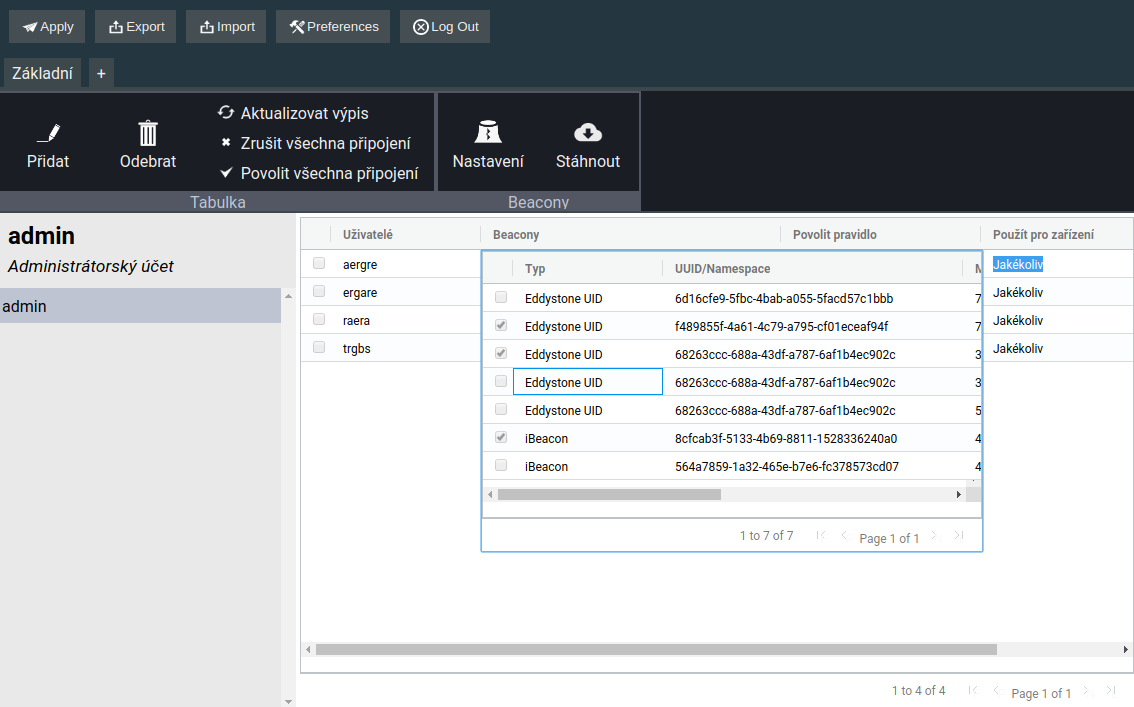 Apply Export Import Preferences Log Out
Základní +
Přidat Odebrat Aktualizovat výpis
Zrušit všechna připojení
Povolit všechna připojení
Nastavení Stáhnout
Tabulka Beacony
admin
Administrátorský účet
admin
Uživatelé Beacony Povolit pravidlo Použít pro zařízení
aergre Jakékoliv
ergare Jakékoliv
raera Jakékoliv
trgbs Jakékoliv
Typ UUID/Namespace
Eddystone UID 6d16cfe9-5fbc-4bab-a055-5facd57c1bbb 7
Eddystone UID f489855f-4a61-4c79-a795-cf01eceaf94f 7
Eddystone UID 68263ccc-688a-43df-a787-6af1b4ec902c 3
Eddystone UID 68263ccc-688a-43df-a787-6af1b4ec902c 3
Eddystone UID 68263ccc-688a-43df-a787-6af1b4ec902c 5
iBeacon 8cfcab3f-5133-4b69-8811-1528336240a0 4
iBeacon 564a7859-1a32-465e-b7e6-fc378573cd07 4
1 to 7 of 7 Page 1 of 1
1 to 4 of 4 Page 1 of 1